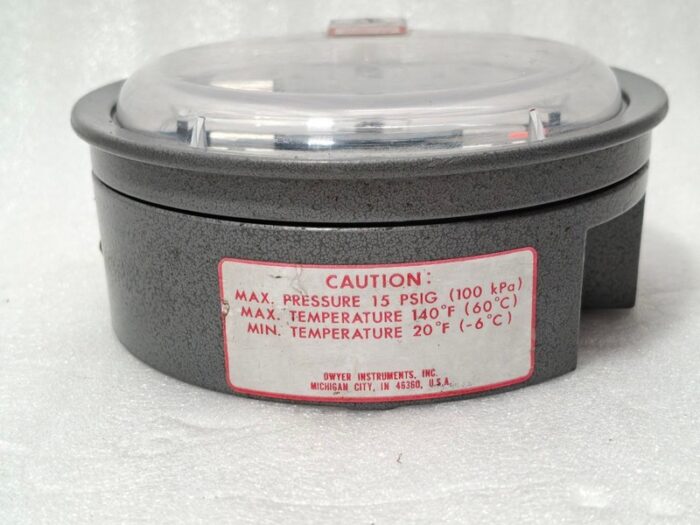 CAUTION:
MAX. PRESSURE 15 PSIG (100 kPa)
MAX. TEMPERATURE 140°F (60°C)
MIN. TEMPERATURE 20°F (-6°C)
DWYER INSTRUMENTS, INC.
MICHIGAN CITY, IN 46360, U.S.A.